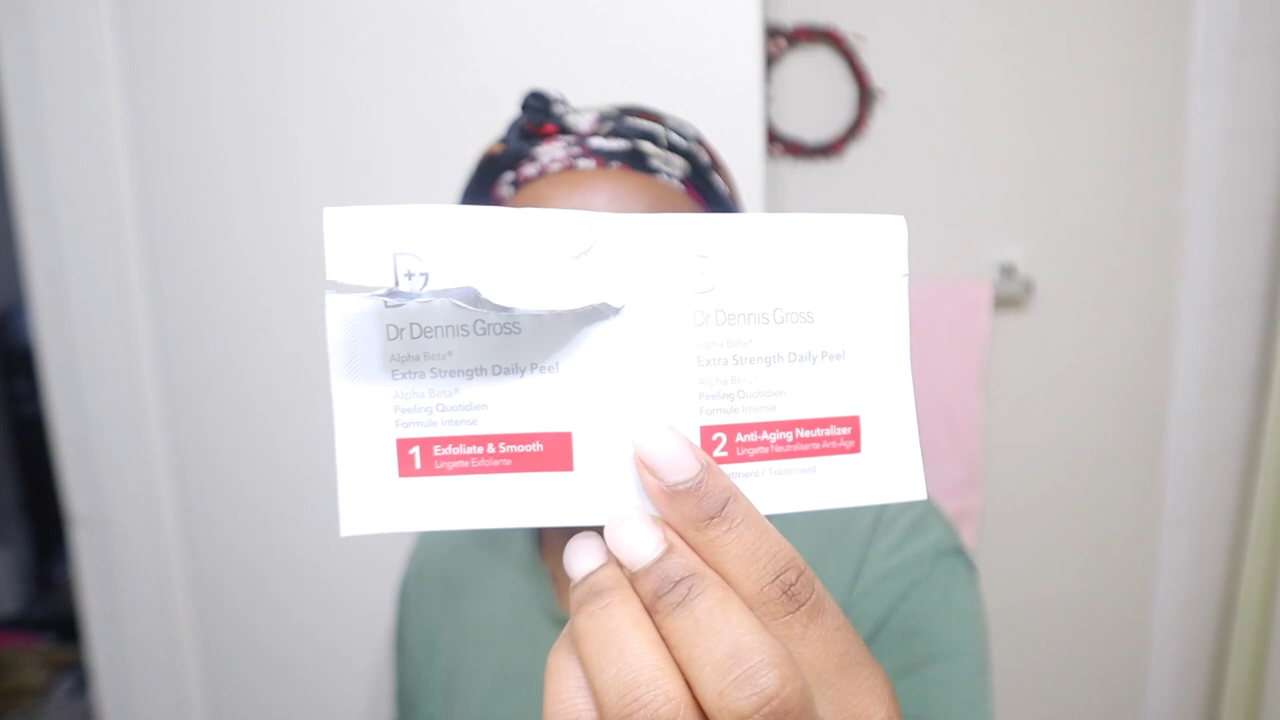 Dr Dennis Gross
Alpha Beta®
Extra Strength Daily Peel
Alpha Beta®
Peeling Quotidien
Formule Intense
1 Exfoliate & Smooth
Lingette Exfoliante
Dr Dennis Gross
Alpha Beta®
Extra Strength Daily Peel
Alpha Beta®
Peeling Quotidien
Formule Intense
2 Anti-Aging Neutralizer
Lingette Neutralisante Anti-Âge
/ Traitement